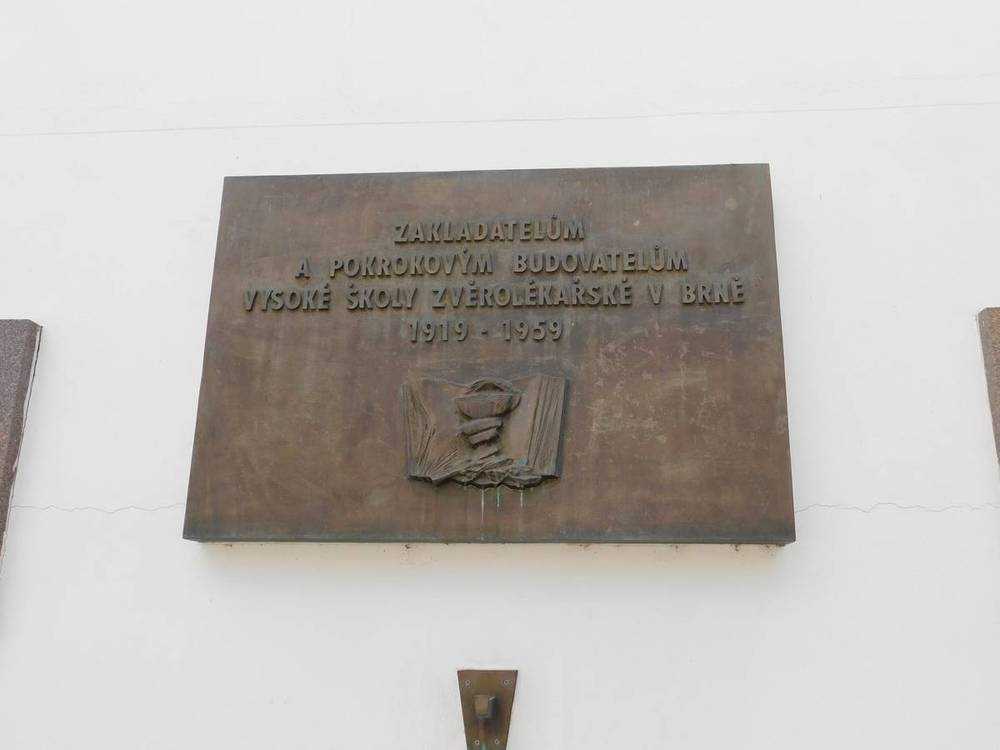 ZAKLADATELŮM
A POKROKOVÝM BUDOVATELŮM
VYSOKÉ ŠKOLY ZVĚROLÉKAŘSKÉ V BRNĚ
1919 - 1959